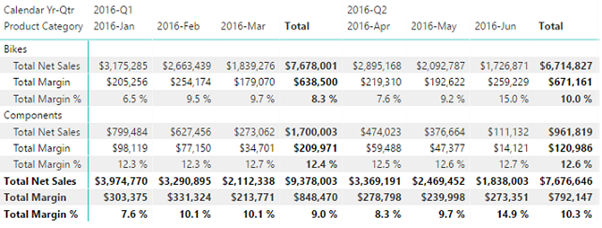 Calendar Yr-Qtr 2016-Q1 2016-Q2
Product Category 2016-Jan 2016-Feb 2016-Mar Total 2016-Apr 2016-May 2016-Jun Total
Bikes
Total Net Sales $3,175,285 $2,663,439 $1,839,276 $7,678,001 $2,895,168 $2,092,787 $1,726,871 $6,714,827
Total Margin $205,256 $254,174 $179,070 $638,500 $219,310 $192,622 $259,229 $671,161
Total Margin % 6.5 % 9.5 % 9.7 % 8.3 % 7.6 % 9.2 % 15.0 % 10.0 %
Components
Total Net Sales $799,484 $627,456 $273,062 $1,700,003 $474,023 $376,664 $111,132 $961,819
Total Margin $98,119 $77,150 $34,701 $209,971 $59,488 $47,377 $14,121 $120,986
Total Margin % 12.3 % 12.3 % 12.7 % 12.4 % 12.5 % 12.6 % 12.7 % 12.6 %
Total Net Sales $3,974,770 $3,290,895 $2,112,338 $9,378,003 $3,369,191 $2,469,452 $1,838,003 $7,676,646
Total Margin $303,375 $331,324 $213,771 $848,470 $278,798 $239,998 $273,351 $792,147
Total Margin % 7.6 % 10.1 % 10.1 % 9.0 % 8.3 % 9.7 % 14.9 % 10.3 %